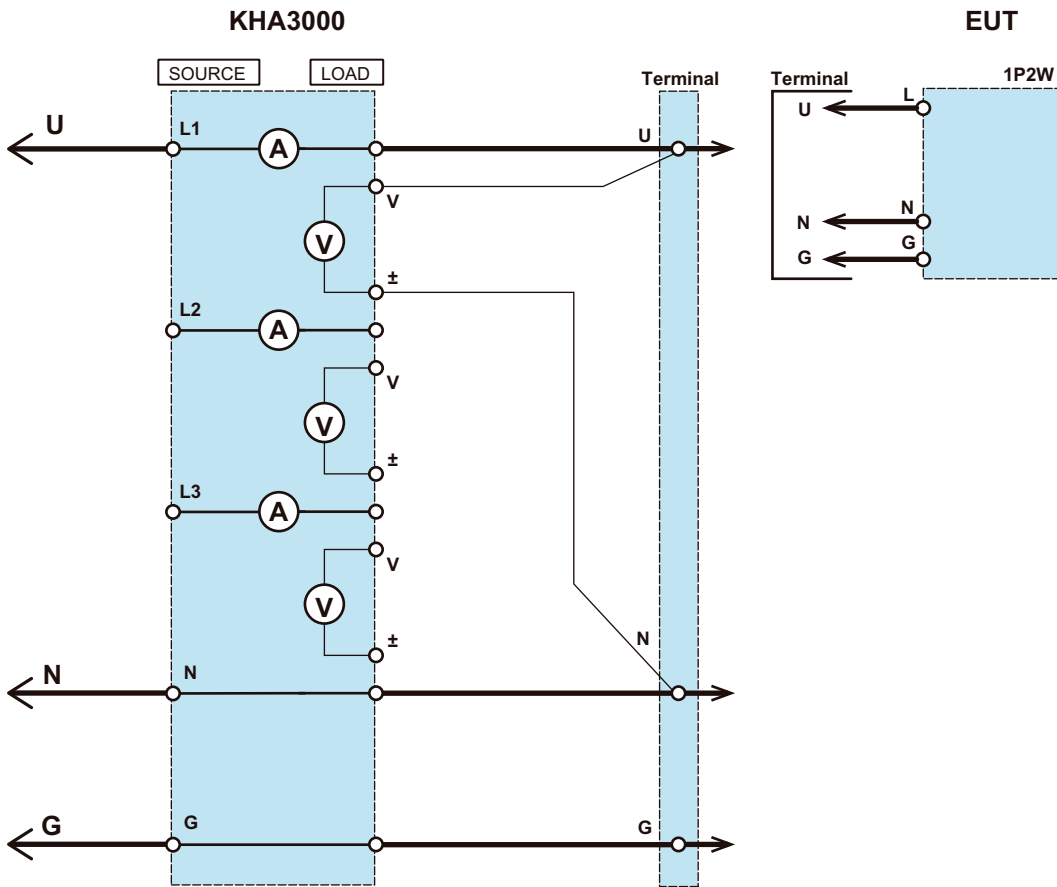 KHA3000 EUT
SOURCE LOAD
Terminal Terminal 1P2W
U L1 A U U L
V
V
±
N N
G G
L2 A
V
V
±
L3 A
V
V
±
N
N N
G G G